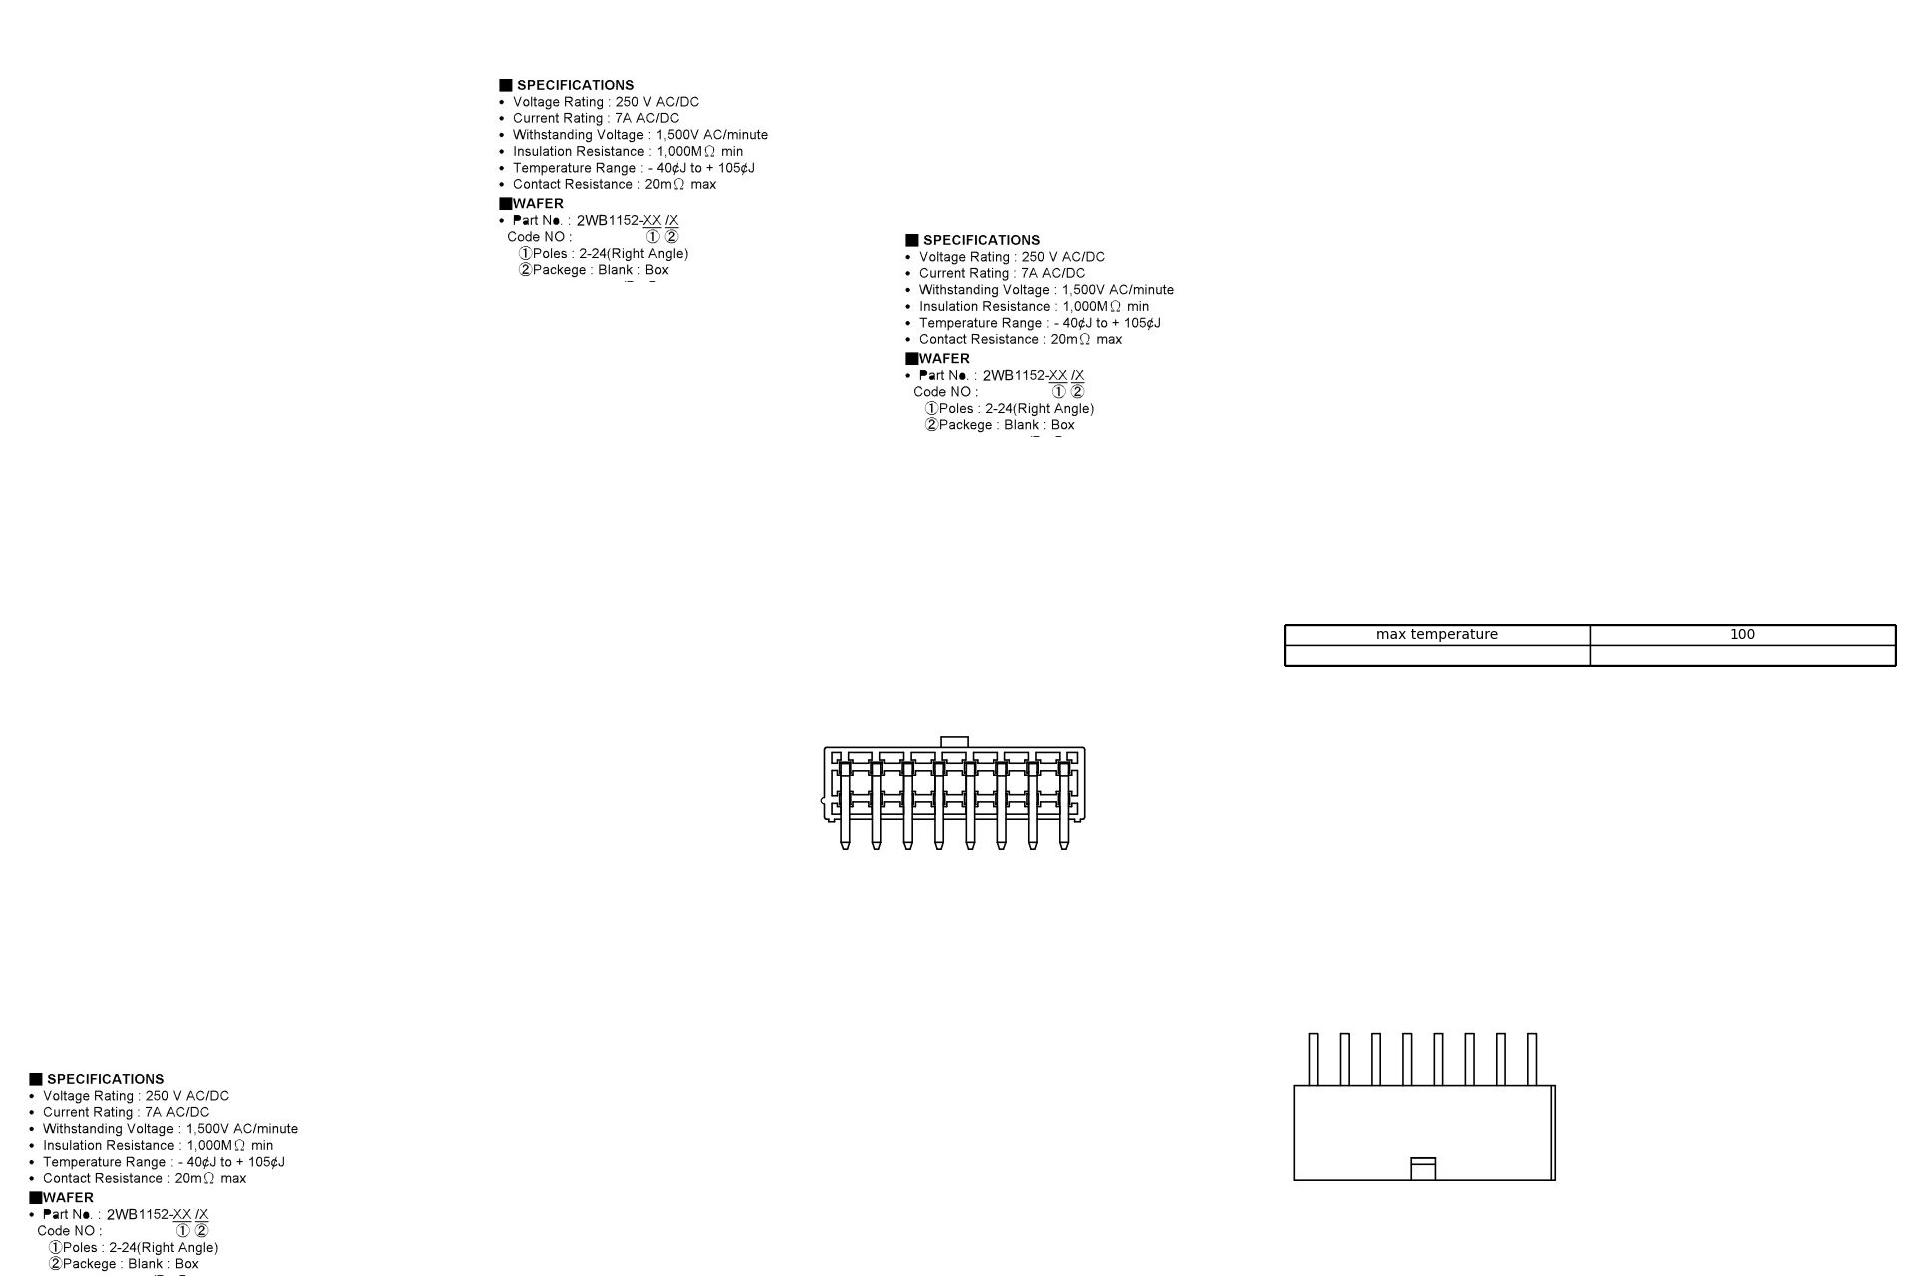 ■ SPECIFICATIONS
• Voltage Rating : 250 V AC/DC
• Current Rating : 7A AC/DC
• Withstanding Voltage : 1,500V AC/minute
• Insulation Resistance : 1,000MΩ min
• Temperature Range : - 40¢J to + 105¢J
• Contact Resistance : 20mΩ max
■WAFER
• Part No. : 2WB1152-XX /X
Code NO : ① ②
①Poles : 2-24(Right Angle)
②Packege : Blank : Box
■ SPECIFICATIONS
• Voltage Rating : 250 V AC/DC
• Current Rating : 7A AC/DC
• Withstanding Voltage : 1,500V AC/minute
• Insulation Resistance : 1,000MΩ min
• Temperature Range : - 40¢J to + 105¢J
• Contact Resistance : 20mΩ max
■WAFER
• Part No. : 2WB1152-XX /X
Code NO : ① ②
①Poles : 2-24(Right Angle)
②Packege : Blank : Box
max temperature 100
■ SPECIFICATIONS
• Voltage Rating : 250 V AC/DC
• Current Rating : 7A AC/DC
• Withstanding Voltage : 1,500V AC/minute
• Insulation Resistance : 1,000MΩ min
• Temperature Range : - 40¢J to + 105¢J
• Contact Resistance : 20mΩ max
■WAFER
• Part No. : 2WB1152-XX /X
Code NO : ① ②
①Poles : 2-24(Right Angle)
②Packege : Blank : Box